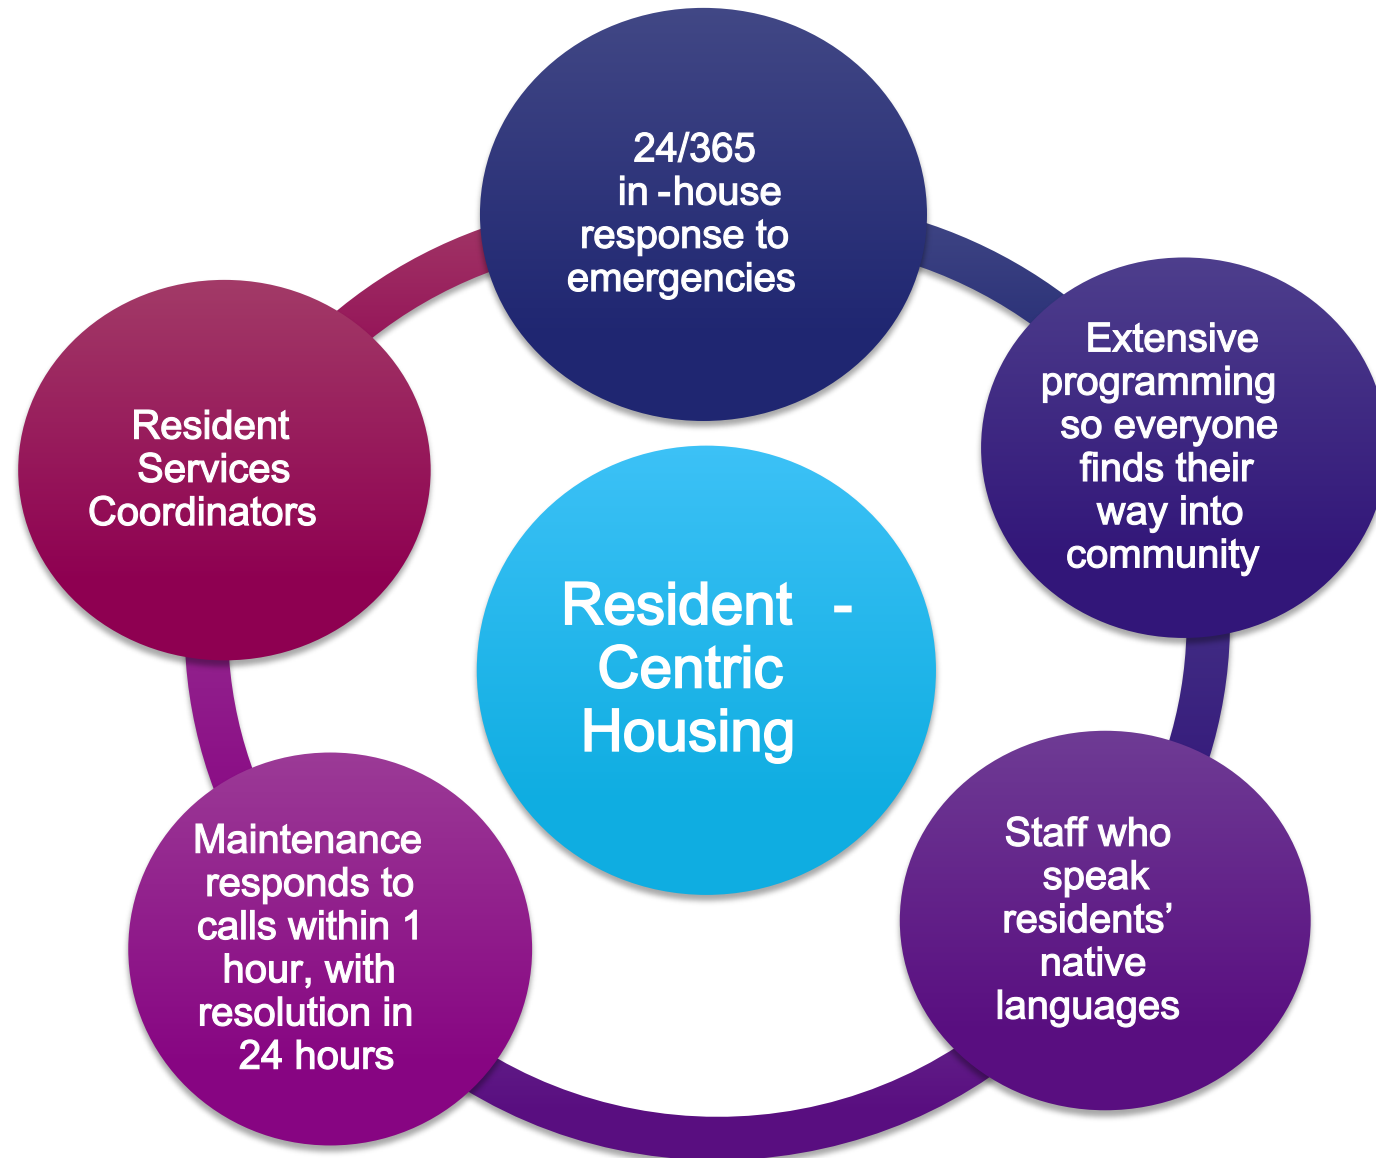 24/365
in -house
response to
emergencies
Extensive
programming
so everyone
finds their
way into
community
Resident
Services
Coordinators
Resident -
Centric
Housing
Maintenance
responds to
calls within 1
hour, with
resolution in
24 hours
Staff who
speak
residents’
native
languages